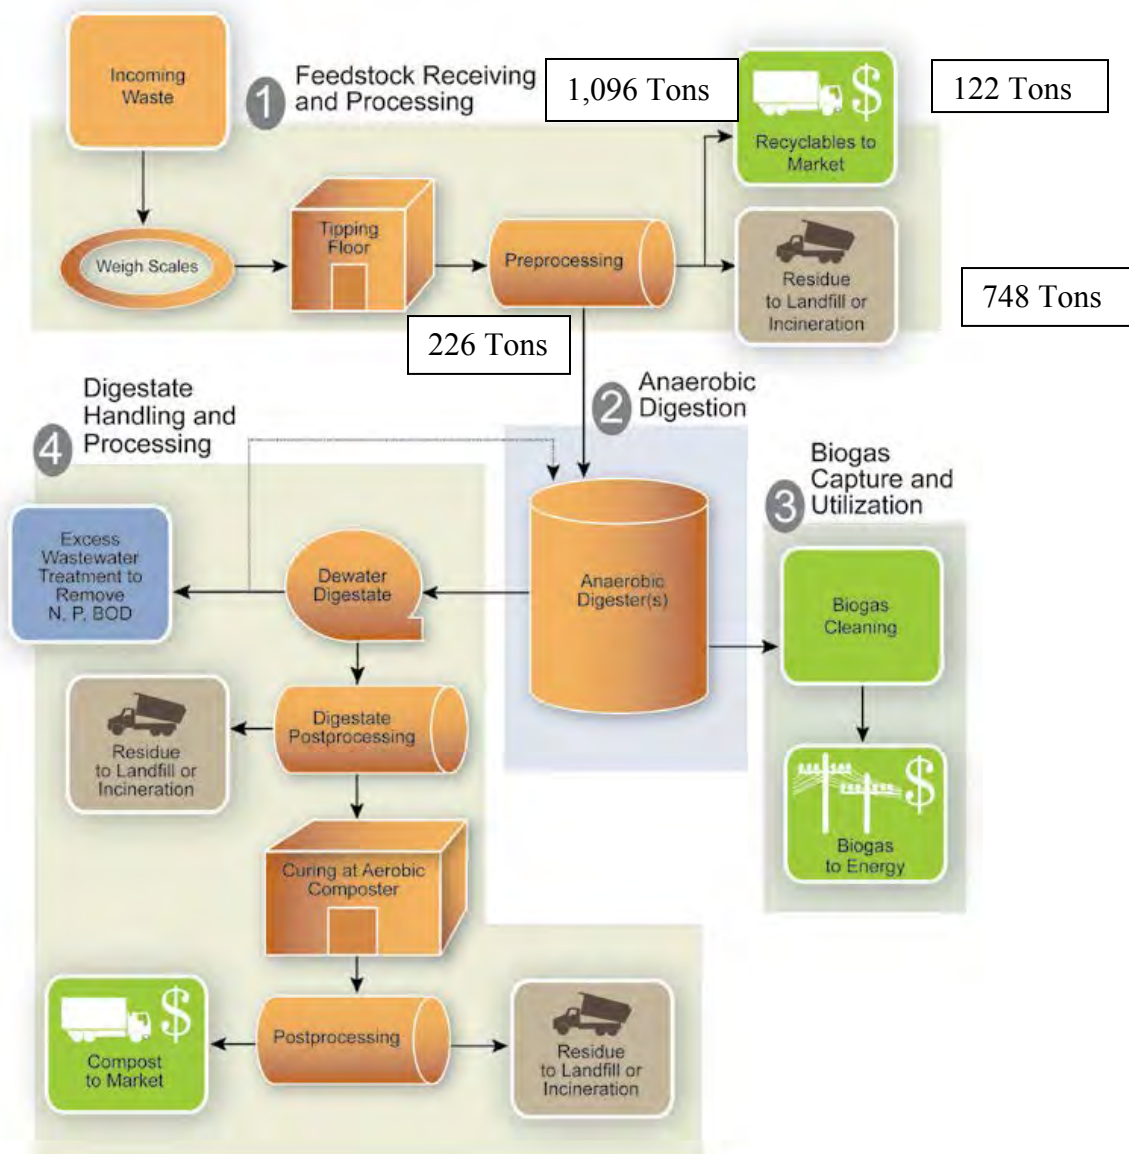 Incoming
Waste
1
Feedstock Receiving
and Processing
1,096 Tons
$
Recyclables to
Market
122 Tons
Weigh Scales
Tipping
Floor
Preprocessing
Residue
to Landfill or
Incineration
748 Tons
226 Tons
2
Anaerobic
Digestion
4
Digestate
Handling and
Processing
3
Biogas
Capture and
Utilization
Excess
Wastewater
Treatment to
Remove
N, P, BOD
Dewater
Digestate
Anaerobic
Digester(s)
Biogas
Cleaning
Residue
to Landfill or
Incineration
Digestate
Postprocessing
$
Biogas
to Energy
Curing at Aerobic
Composter
$
Compost
to Market
Postprocessing
Residue
to Landfill or
Incineration